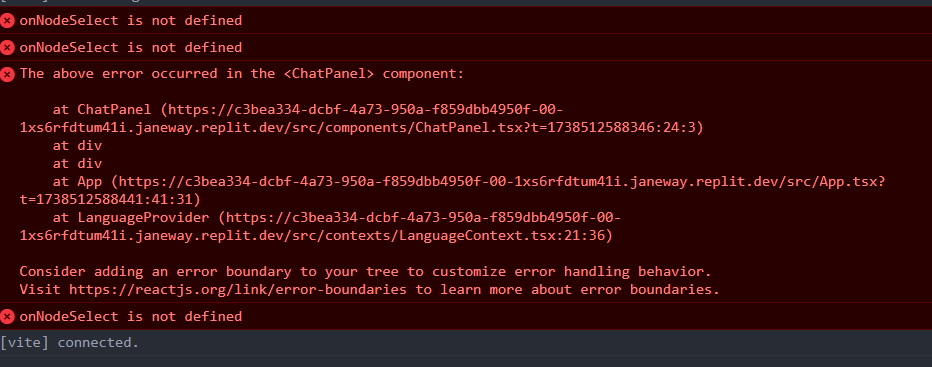 onNodeSelect is not defined
onNodeSelect is not defined
The above error occurred in the <ChatPanel> component:
at ChatPanel (https://c3bea334-dcbf-4a73-950a-f859dbb4950f-00-
1xs6rfdtum41i.janeway.replit.dev/src/components/ChatPanel.tsx?t=1738512588346:24:3)
at div
at div
at App (https://c3bea334-dcbf-4a73-950a-f859dbb4950f-00-1xs6rfdtum41i.janeway.replit.dev/src/App.tsx?
t=1738512588441:41:31)
at LanguageProvider (https://c3bea334-dcbf-4a73-950a-f859dbb4950f-00-
1xs6rfdtum41i.janeway.replit.dev/src/contexts/LanguageContext.tsx:21:36)
Consider adding an error boundary to your tree to customize error handling behavior.
Visit https://reactjs.org/link/error-boundaries to learn more about error boundaries.
onNodeSelect is not defined
[vite] connected.